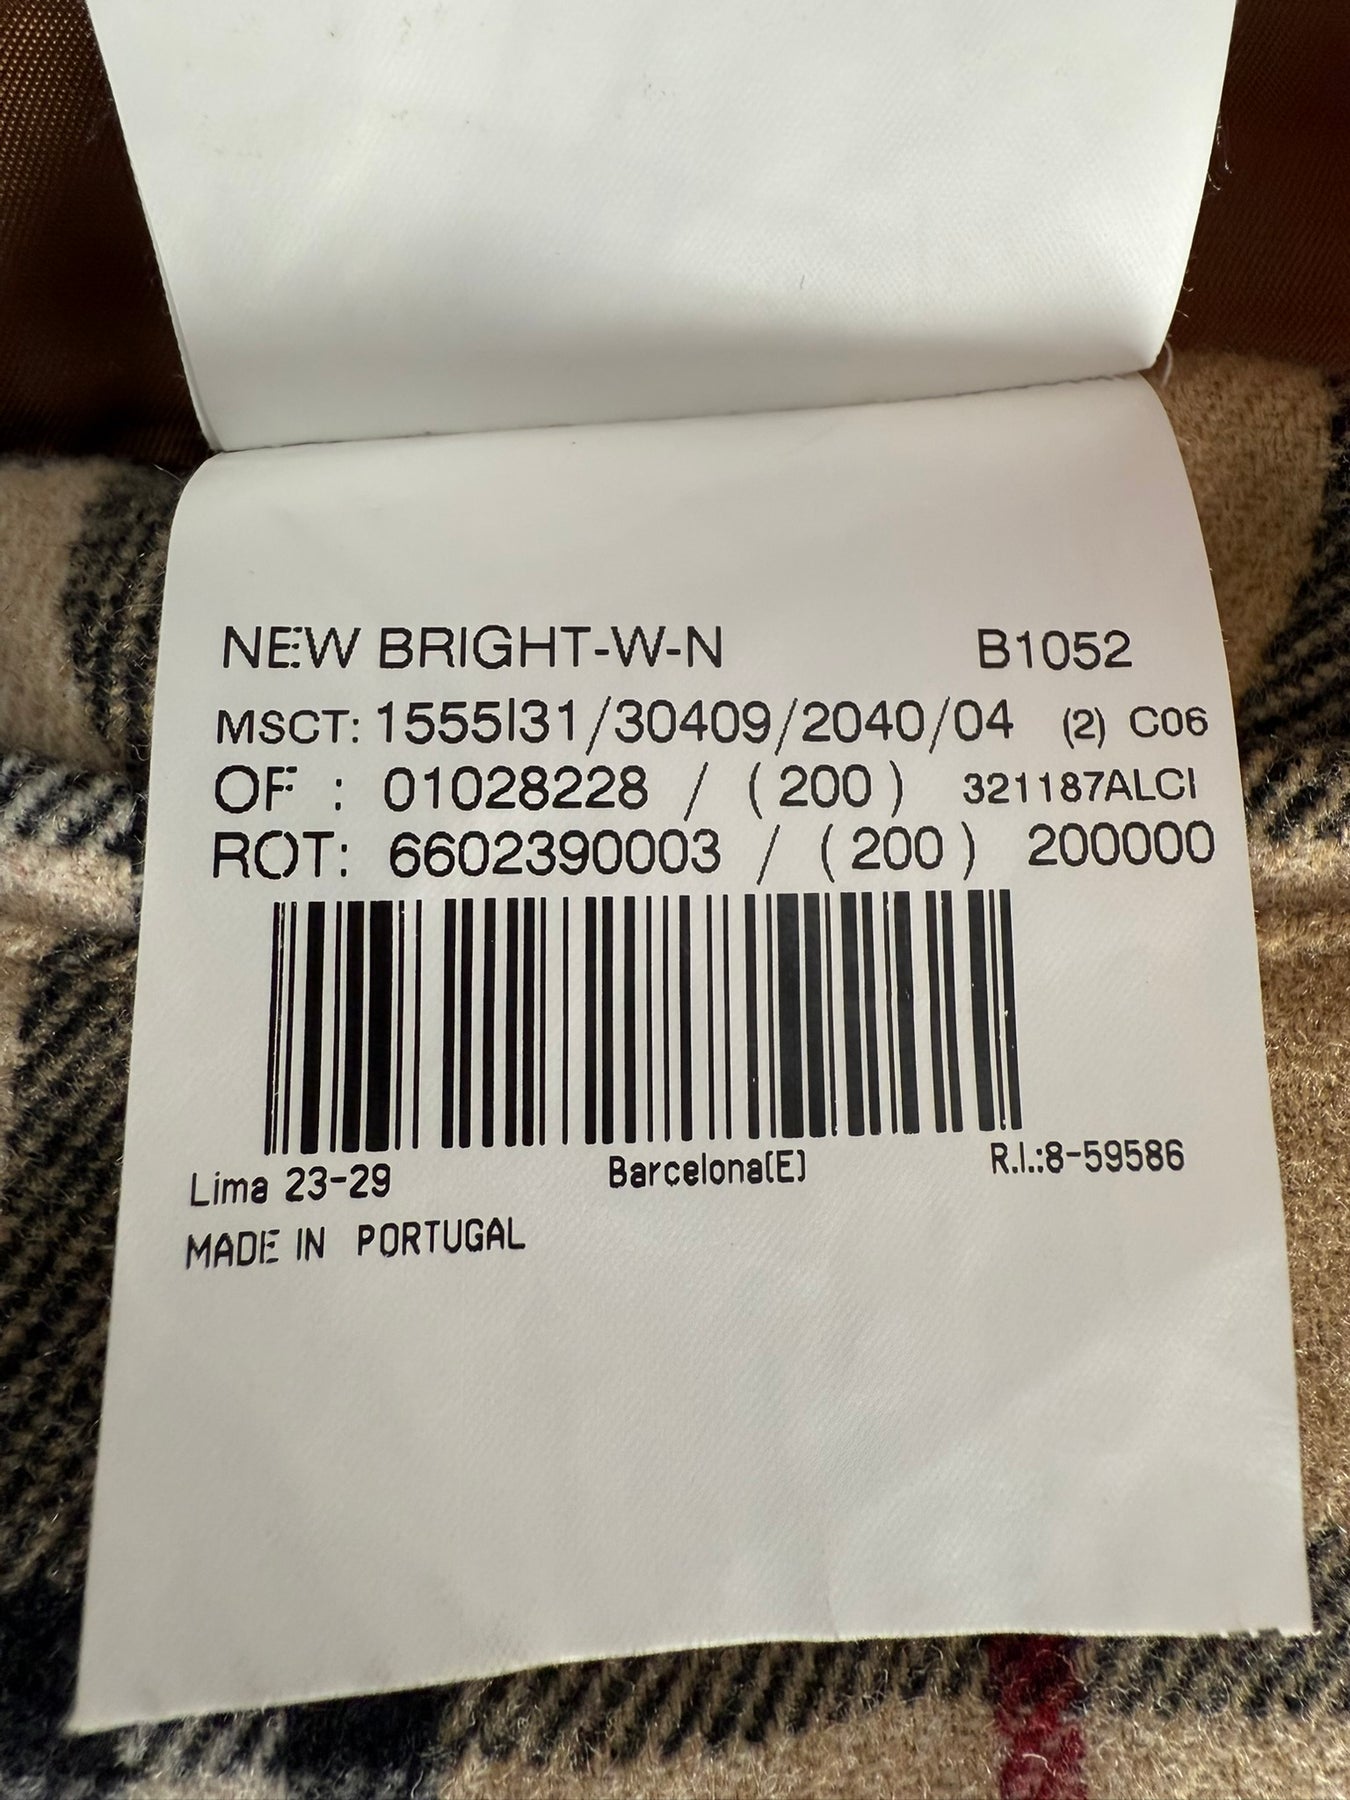 NEW BRIGHT-W-N B1052
MSCT: 1555I31/30409/2040/04 (2) C06
OF : 01028228 / (200) 321187ALCI
ROT: 6602390003 / (200) 200000
Lima 23-29 Barcelona(E) R.I.:8-59586
MADE IN PORTUGAL